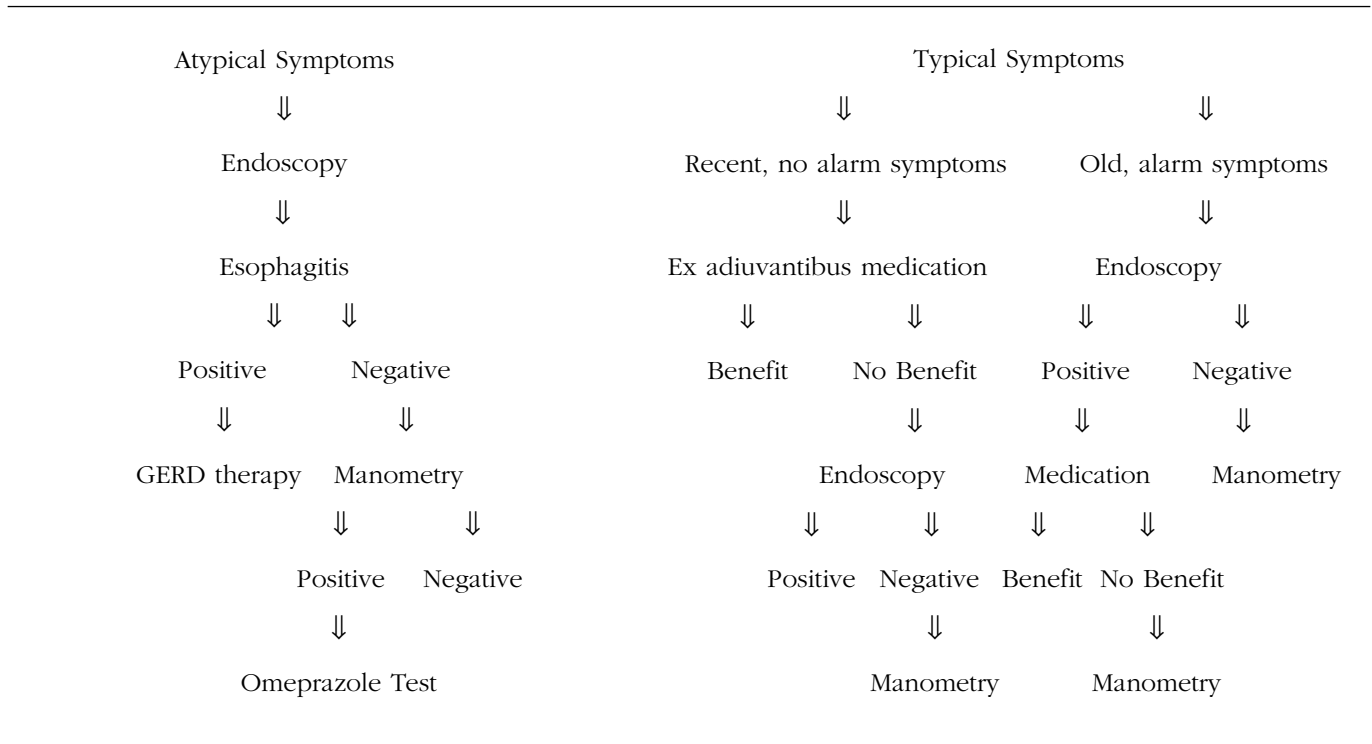 Atypical Symptoms Typical Symptoms
⇓ ⇓ ⇓
Endoscopy Recent, no alarm symptoms Old, alarm symptoms
⇓ ⇓ ⇓
Esophagitis Ex adiuvantibus medication Endoscopy
⇓ ⇓ ⇓ ⇓ ⇓ ⇓
Positive Negative Benefit No Benefit Positive Negative
⇓ ⇓ ⇓ ⇓ ⇓
GERD therapy Manometry Endoscopy Medication Manometry
⇓ ⇓ ⇓ ⇓ ⇓ ⇓
Positive Negative Positive Negative Benefit No Benefit
⇓ ⇓ ⇓
Omeprazole Test Manometry Manometry